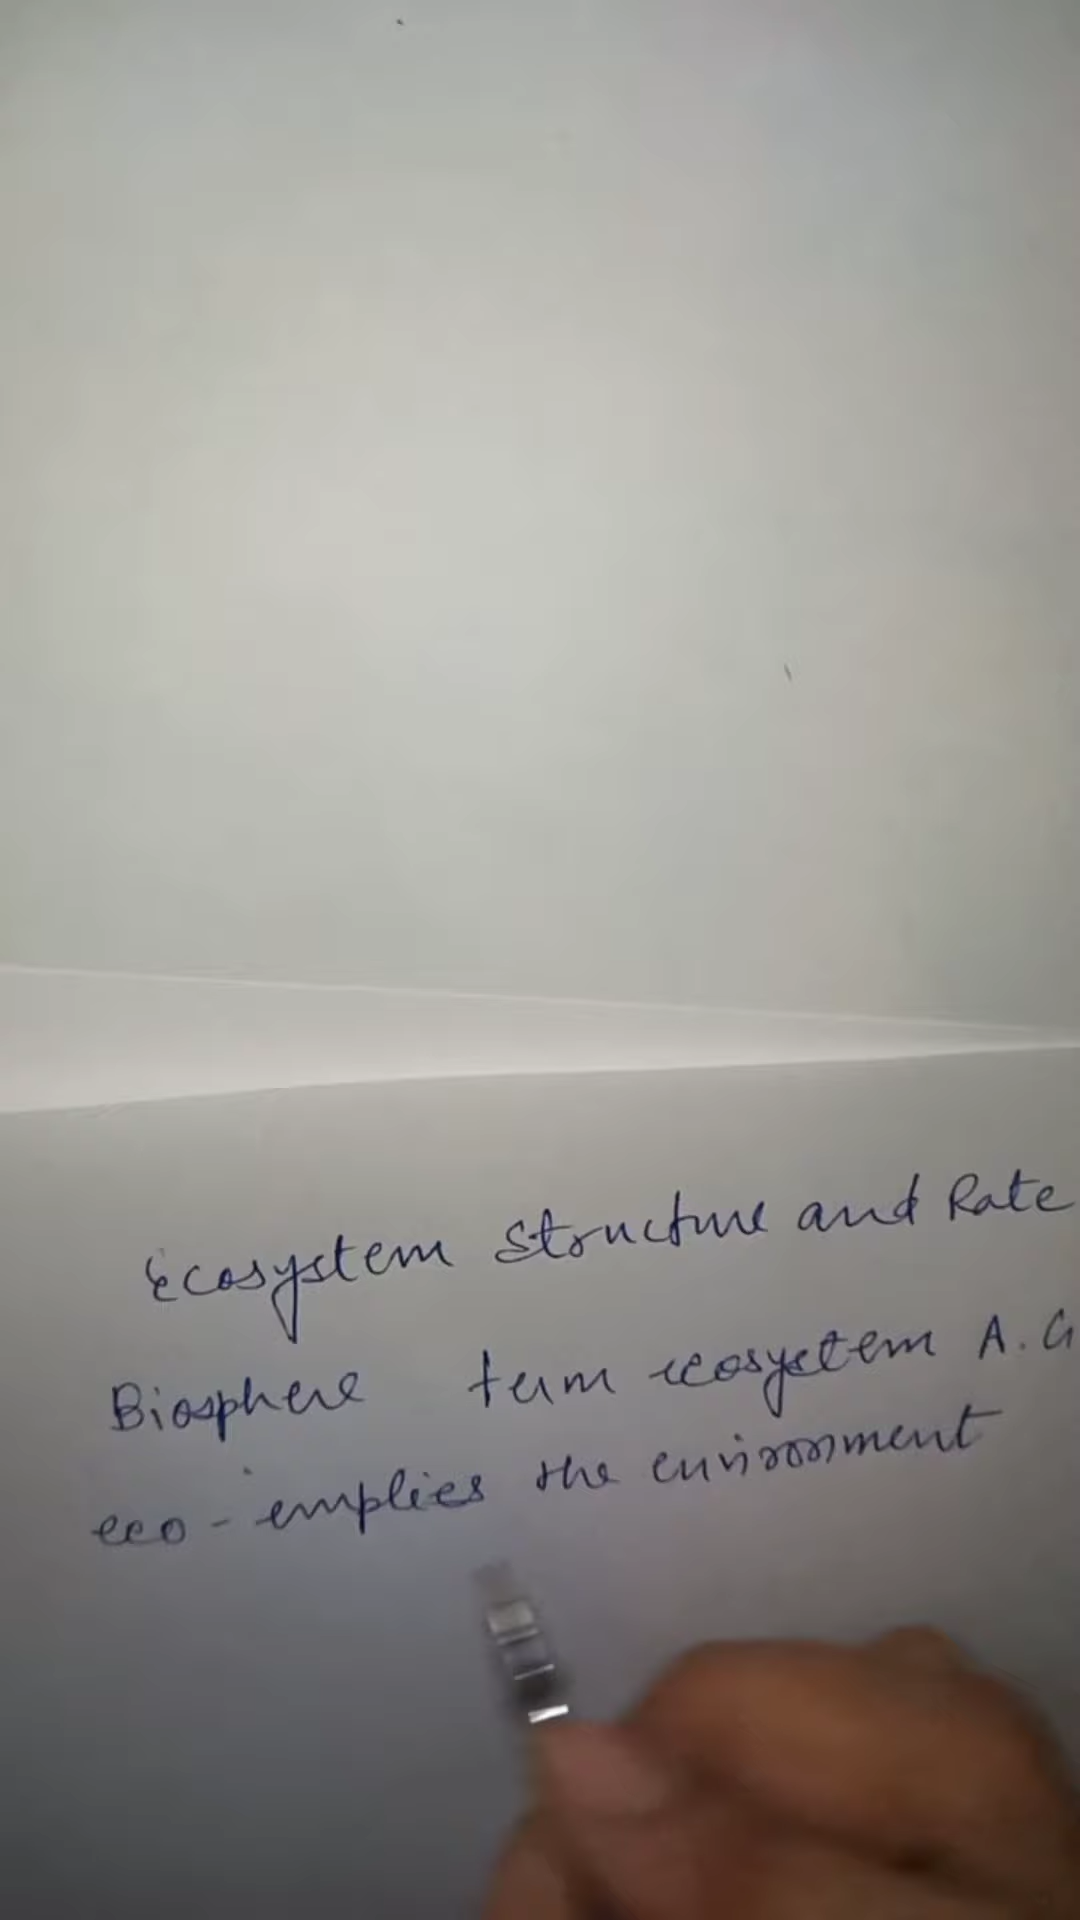 Ecosystem Structure and Rate
Biosphere term ecosystem A. G
eco - emplies the environment